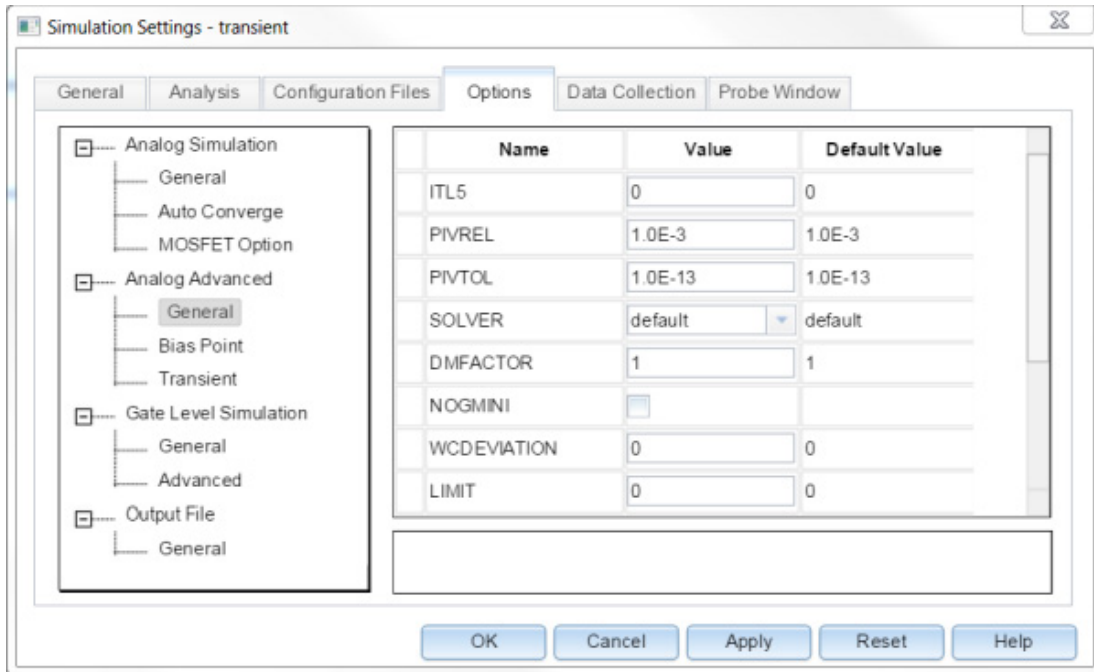 Simulation Settings - transient
General Analysis Configuration Files Options Data Collection Probe Window
Analog Simulation
General
Auto Converge
MOSFET Option
Analog Advanced
General
Bias Point
Transient
Gate Level Simulation
General
Advanced
Output File
General
Name Value Default Value
ITL5 0 0
PIVREL 1.0E-3 1.0E-3
PIVTOL 1.0E-13 1.0E-13
SOLVER default default
DMFACTOR 1 1
NOGMINI
WCDEVIATION 0 0
LIMIT 0 0
OK Cancel Apply Reset Help